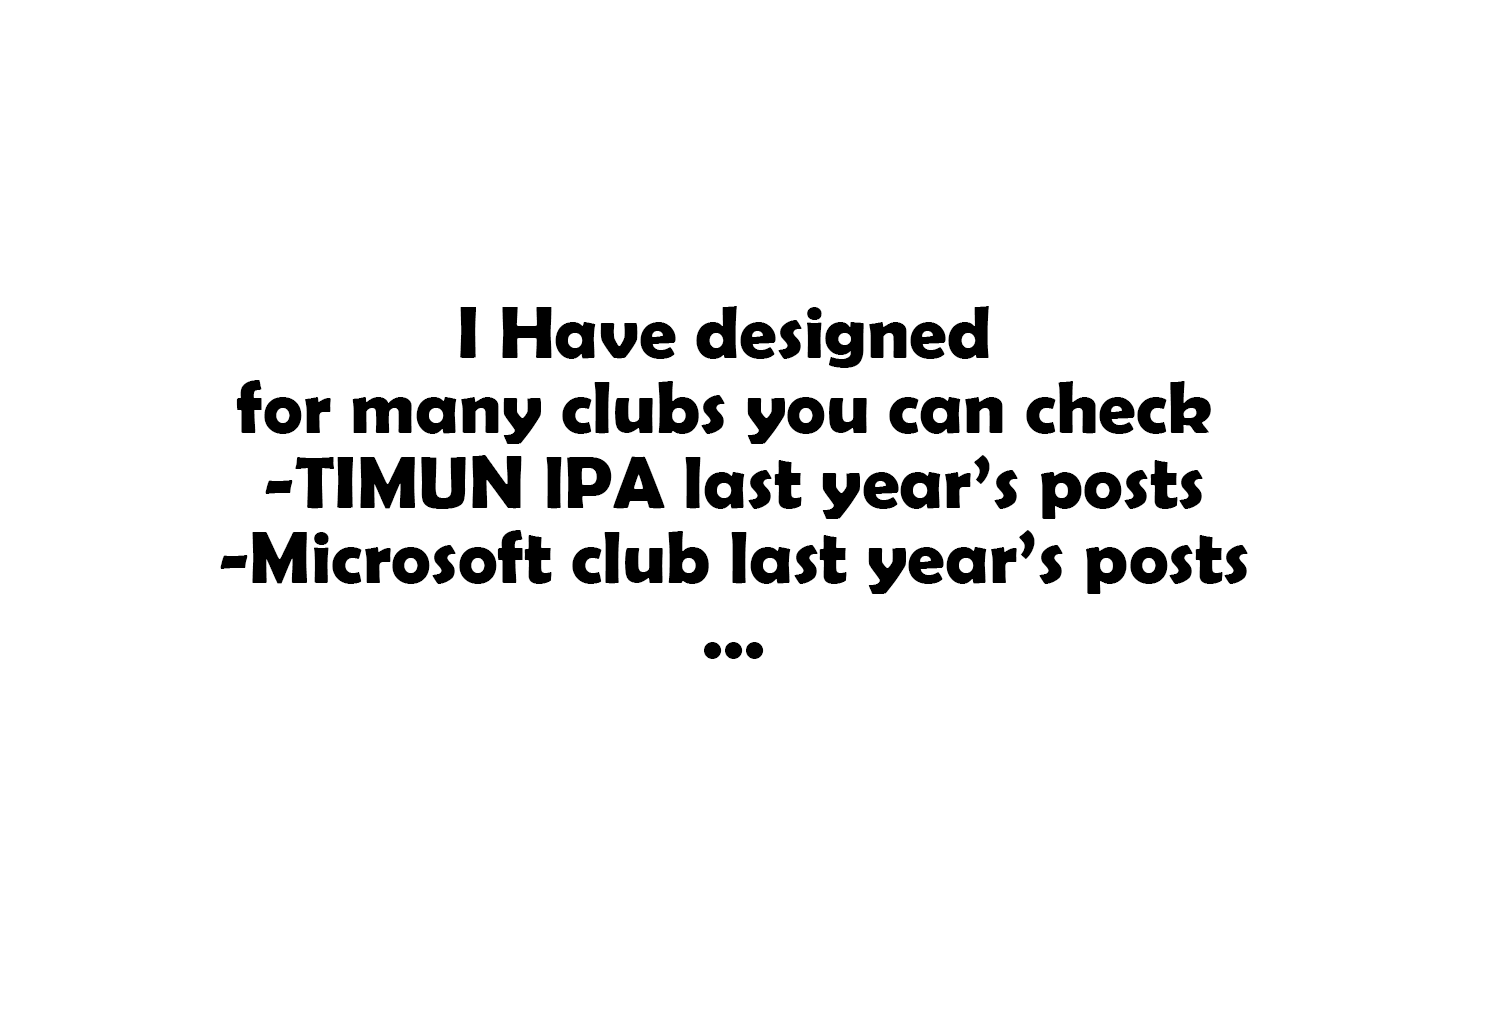 I Have designed
for many clubs you can check
-TIMUN IPA last year’s posts
-Microsoft club last year’s posts
...